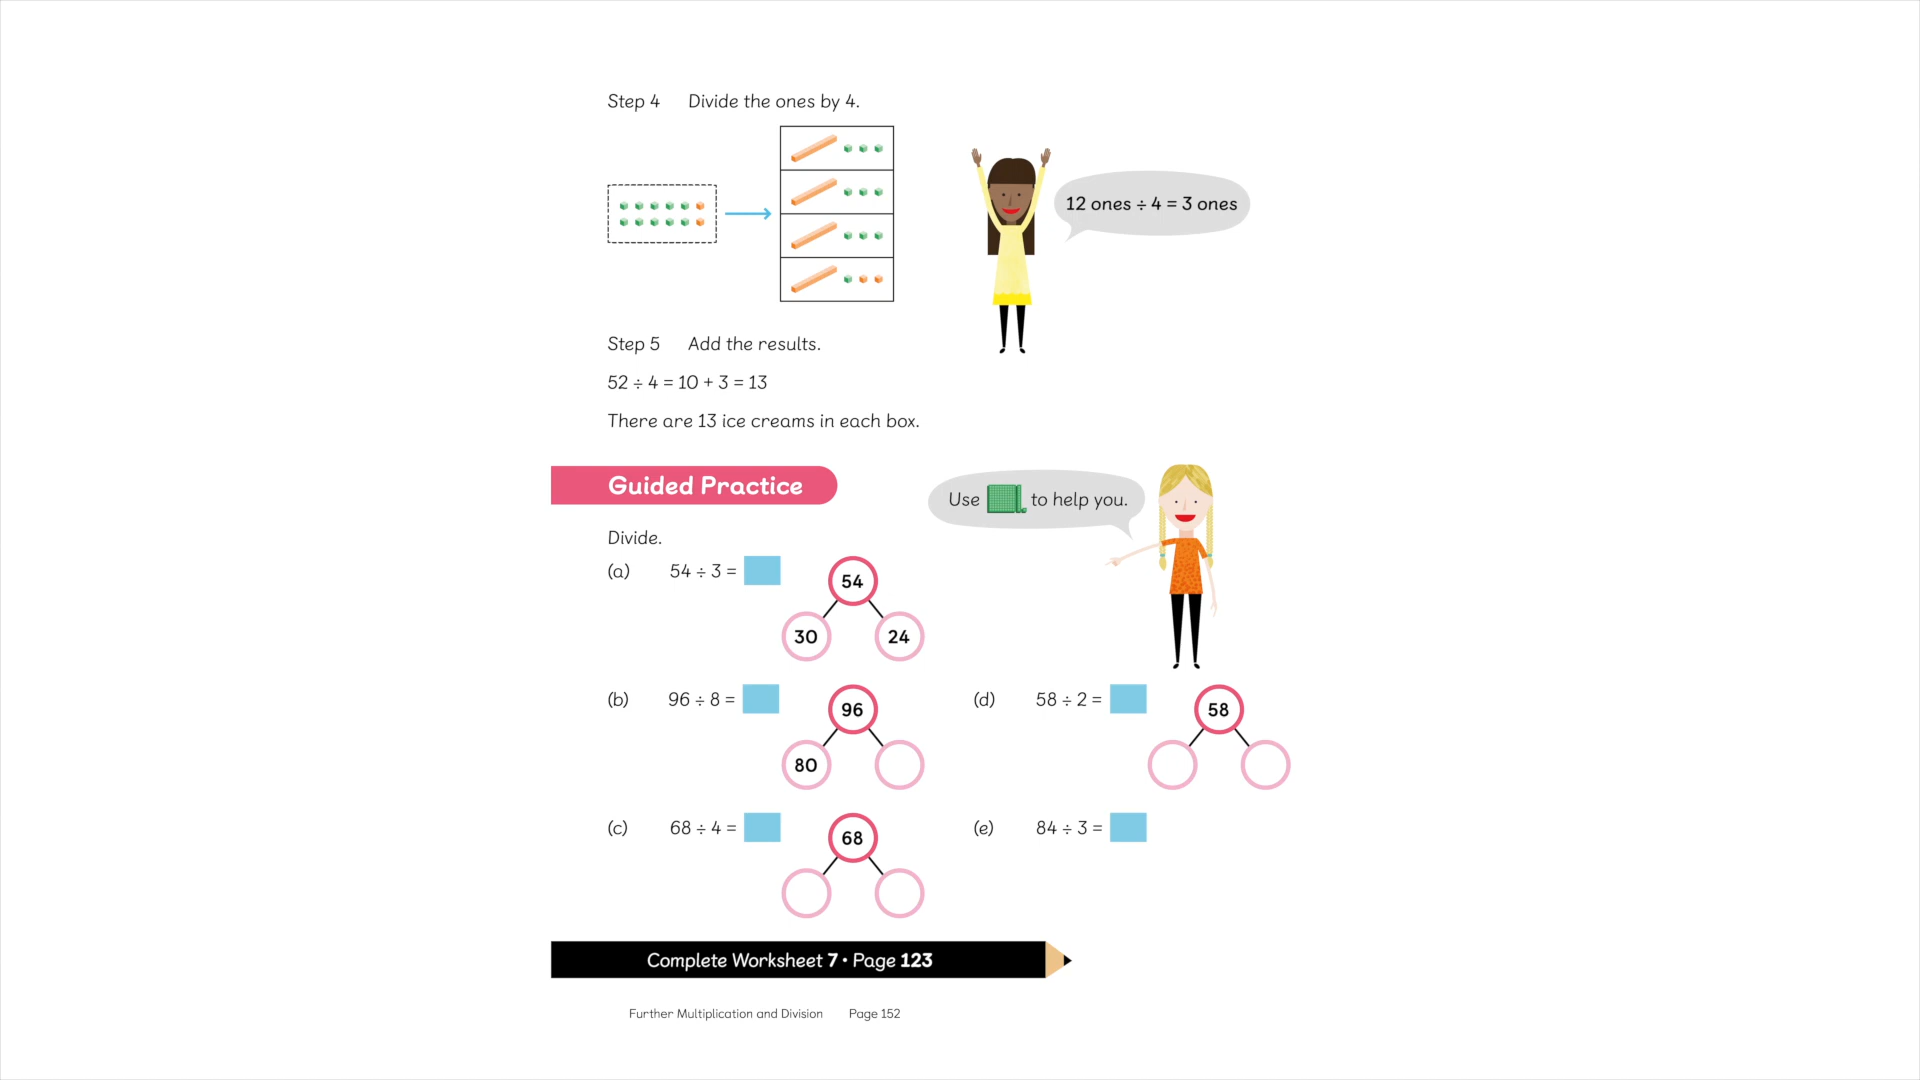 Step 4 Divide the ones by 4.
12 ones ÷ 4 = 3 ones
Step 5 Add the results.
52 ÷ 4 = 10 + 3 = 13
There are 13 ice creams in each box.
Guided Practice
Use to help you.
Divide.
(a) 54 ÷ 3 =
54
30 24
(b) 96 ÷ 8 =
96
80
(c) 68 ÷ 4 =
68
(d) 58 ÷ 2 =
58
(e) 84 ÷ 3 =
Complete Worksheet 7 • Page 123
Further Multiplication and Division Page 152